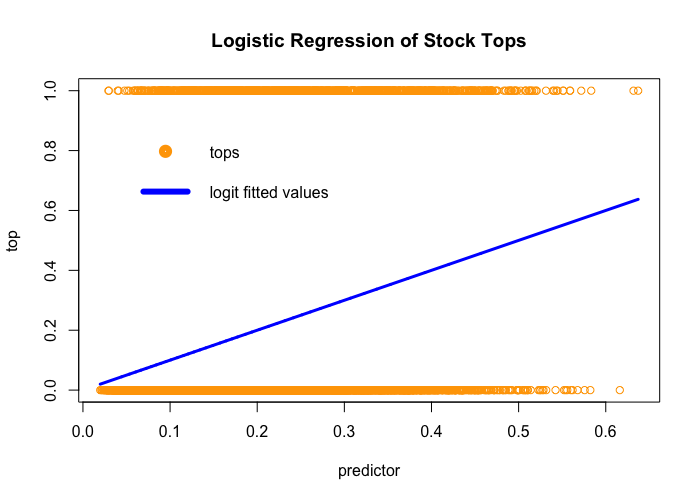 Logistic Regression of Stock Tops
top
1.0
0.8
0.6
0.4
0.2
0.0
tops
logit fitted values
0.0 0.1 0.2 0.3 0.4 0.5 0.6
predictor